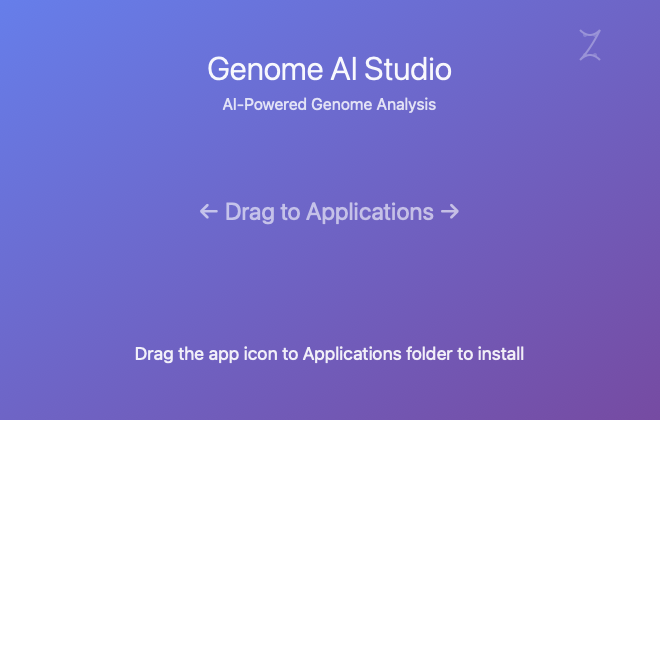 Genome AI Studio
AI-Powered Genome Analysis
← Drag to Applications →
Drag the app icon to Applications folder to install